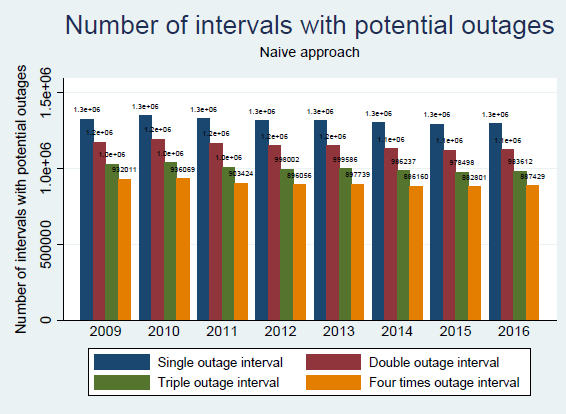 Number of intervals with potential outages
Naive approach
Number of intervals with potential outages
1.5e+06
1.0e+06
500000
0
1.3e+06
1.2e+06
1.0e+06
932011
1.3e+06
1.2e+06
1.0e+06
936069
1.3e+06
1.2e+06
1.0e+06
903424
1.3e+06
1.2e+06
998002
896056
1.3e+06
1.2e+06
999586
897739
1.3e+06
1.1e+06
986237
886160
1.3e+06
1.1e+06
978498
882801
1.3e+06
1.1e+06
983612
887429
2009 2010 2011 2012 2013 2014 2015 2016
Single outage interval Double outage interval
Triple outage interval Four times outage interval